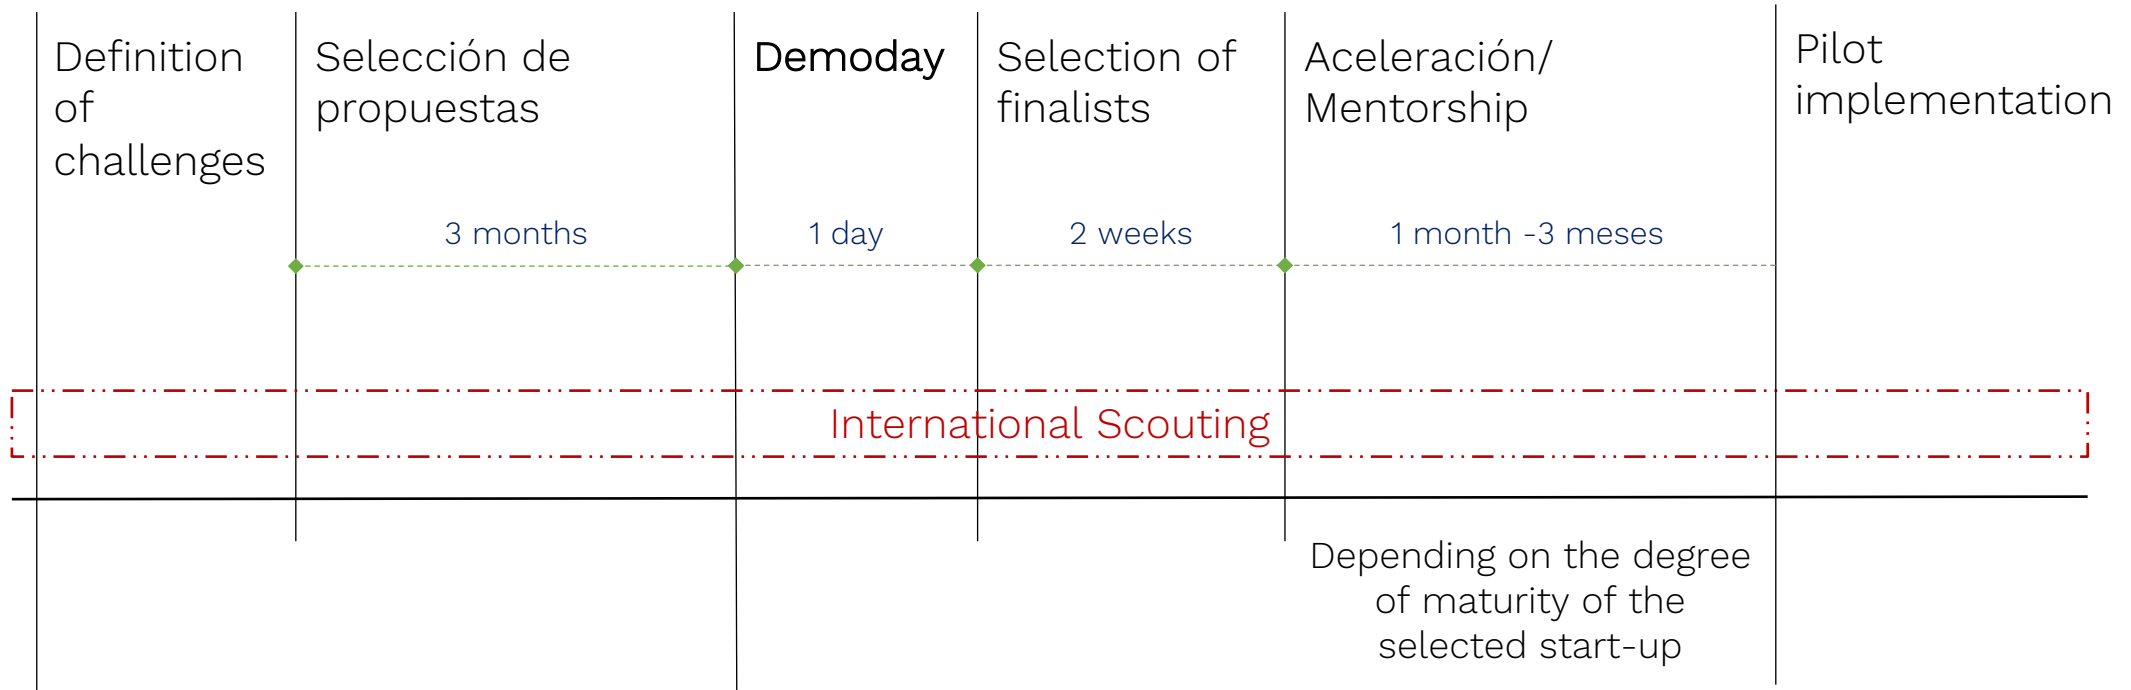 Definition
of
challenges
Selección de
propuestas
Demoday
Selection of
finalists
Aceleración/
Mentorship
Pilot
implementation
3 months
1 day
2 weeks
1 month -3 meses
International Scouting
Depending on the degree
of maturity of the
selected start-up